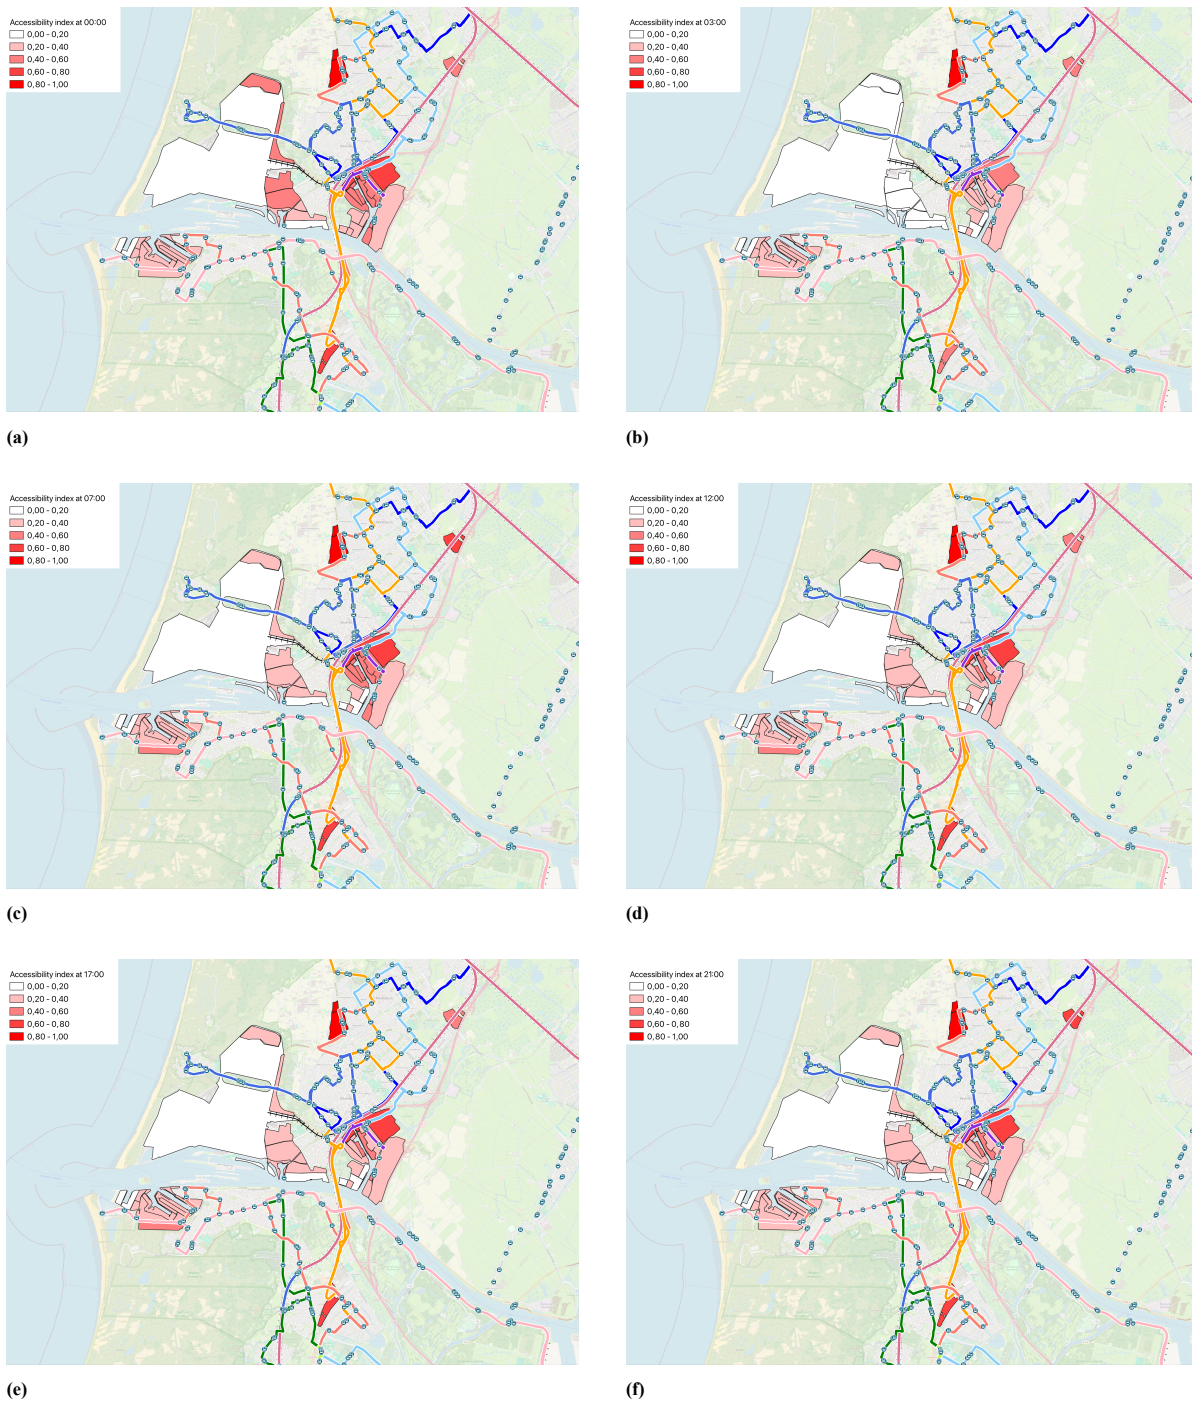 Accessibility index at 00:00
0,00 - 0,20
0,20 - 0,40
0,40 - 0,60
0,60 - 0,80
0,80 - 1,00
(a)
Accessibility index at 03:00
0,00 - 0,20
0,20 - 0,40
0,40 - 0,60
0,60 - 0,80
0,80 - 1,00
(b)
Accessibility index at 07:00
0,00 - 0,20
0,20 - 0,40
0,40 - 0,60
0,60 - 0,80
0,80 - 1,00
(c)
Accessibility index at 12:00
0,00 - 0,20
0,20 - 0,40
0,40 - 0,60
0,60 - 0,80
0,80 - 1,00
(d)
Accessibility index at 17:00
0,00 - 0,20
0,20 - 0,40
0,40 - 0,60
0,60 - 0,80
0,80 - 1,00
(e)
Accessibility index at 21:00
0,00 - 0,20
0,20 - 0,40
0,40 - 0,60
0,60 - 0,80
0,80 - 1,00
(f)